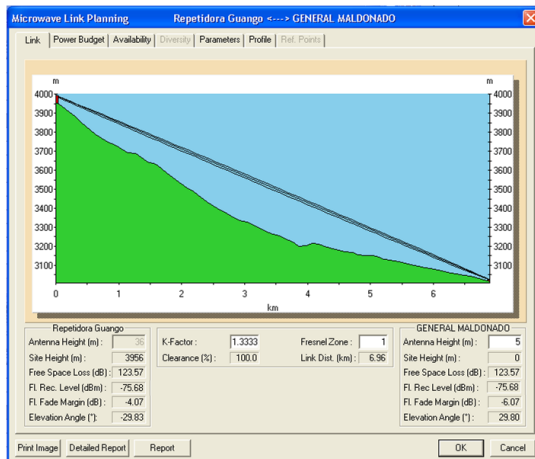 Microwave Link Planning Repetidora Guango <---> GENERAL MALDONADO
Link Power Budget Availability Diversity Parameters Profile Ref. Points
m m
4000 4000
3900 3900
3800 3800
3700 3700
3600 3600
3500 3500
3400 3400
3300 3300
3200 3200
3100 3100
0 1 2 3 4 5 6
km
Repetidora Guango GENERAL MALDONADO
Antenna Height (m) : 36 K-Factor : 1.3333 Fresnel Zone : 1 Antenna Height (m) : 5
Site Height (m) : 3956 Clearance (%) : 100.0 Link Dist. (km) : 6.96 Site Height (m) : 0
Free Space Loss (dB) : 123.57 Free Space Loss (dB) : 123.57
Fl. Rec. Level (dBm) : -75.68 Fl. Rec. Level (dBm) : -75.68
Fl. Fade Margin (dB) : -4.07 Fl. Fade Margin (dB) : -6.07
Elevation Angle (°): -29.83 Elevation Angle (°) : 29.80
Print Image Detailed Report Report OK Cancel